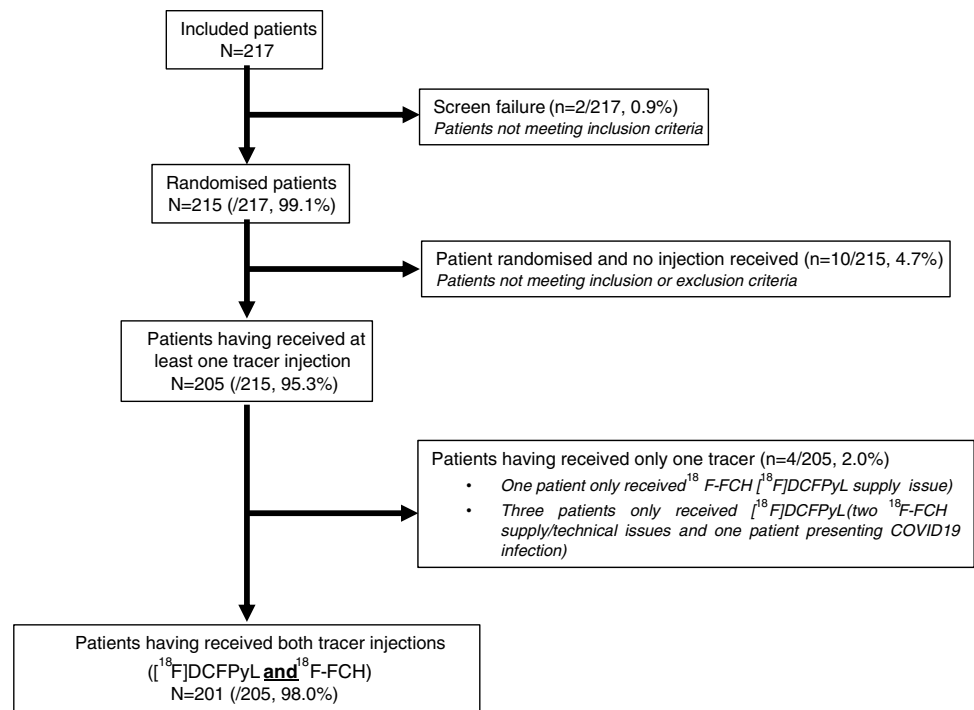 Included patients
N=217
Screen failure (n=2/217, 0.9%)
Patients not meeting inclusion criteria
Randomised patients
N=215 (/217, 99.1%)
Patient randomised and no injection received (n=10/215, 4.7%)
Patients not meeting inclusion or exclusion criteria
Patients having received at
least one tracer injection
N=205 (/215, 95.3%)
Patients having received only one tracer (n=4/205, 2.0%)
• One patient only received ¹⁸ F-FCH [¹⁸F]DCFPyL supply issue)
• Three patients only received [¹⁸F]DCFPyL(two ¹⁸F-FCH
supply/technical issues and one patient presenting COVID19
infection)
Patients having received both tracer injections
([¹⁸F]DCFPyL and ¹⁸F-FCH)
N=201 (/205, 98.0%)